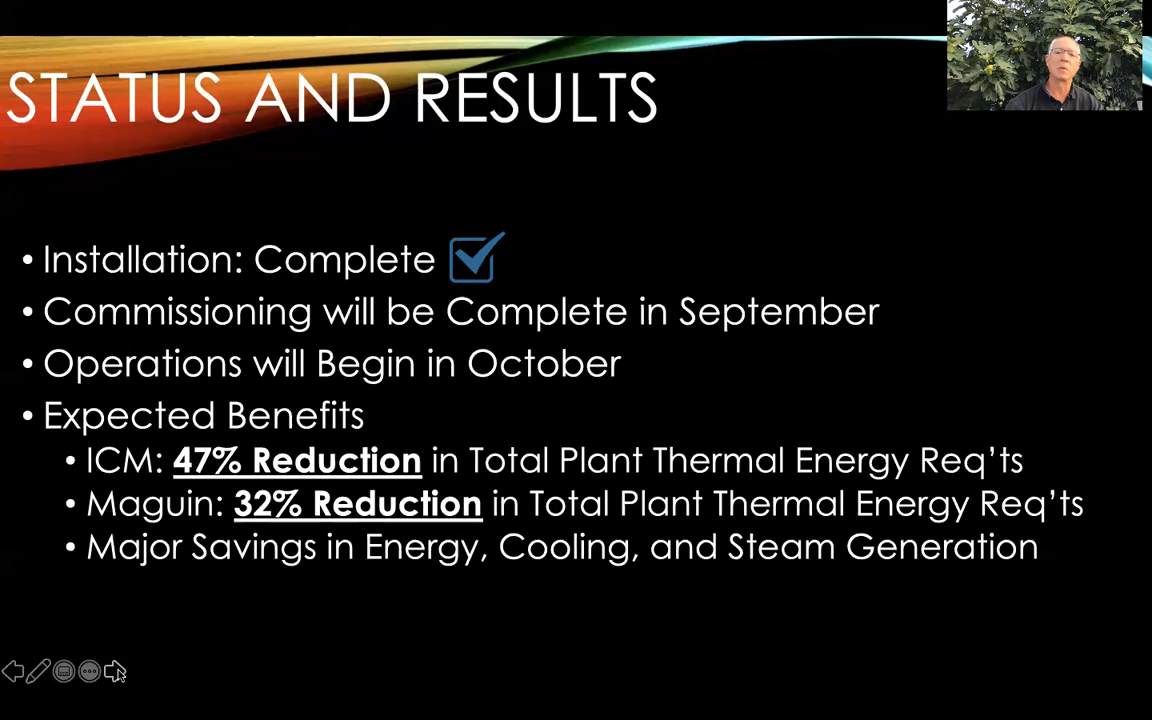 STATUS AND RESULTS
• Installation: Complete
• Commissioning will be Complete in September
• Operations will Begin in October
• Expected Benefits
• ICM: 47% Reduction in Total Plant Thermal Energy Req'ts
• Maguin: 32% Reduction in Total Plant Thermal Energy Req'ts
• Major Savings in Energy, Cooling, and Steam Generation